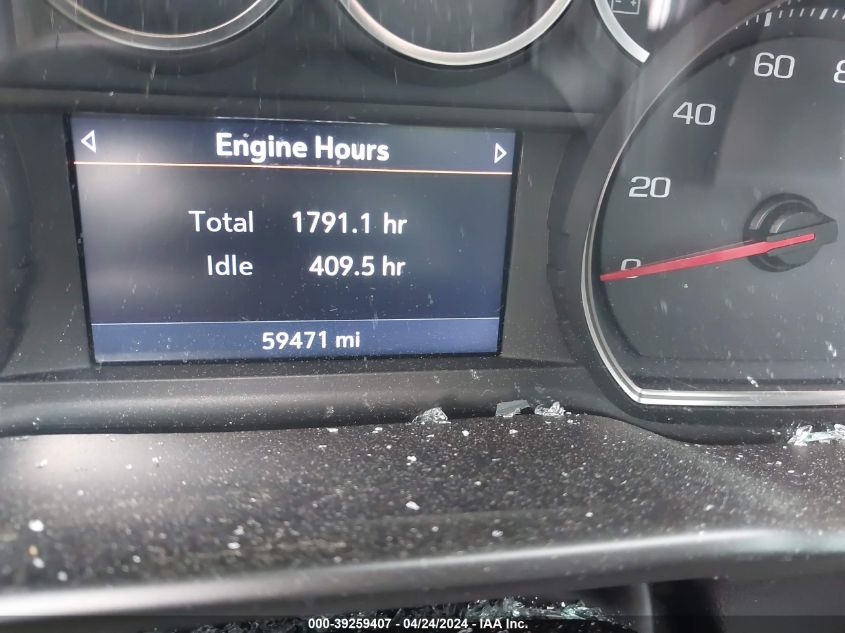 Engine Hours
Total 1791.1 hr
Idle 409.5 hr
59471 mi
0
20
40
60
000-39259407 - 04/24/2024 - IAA Inc.